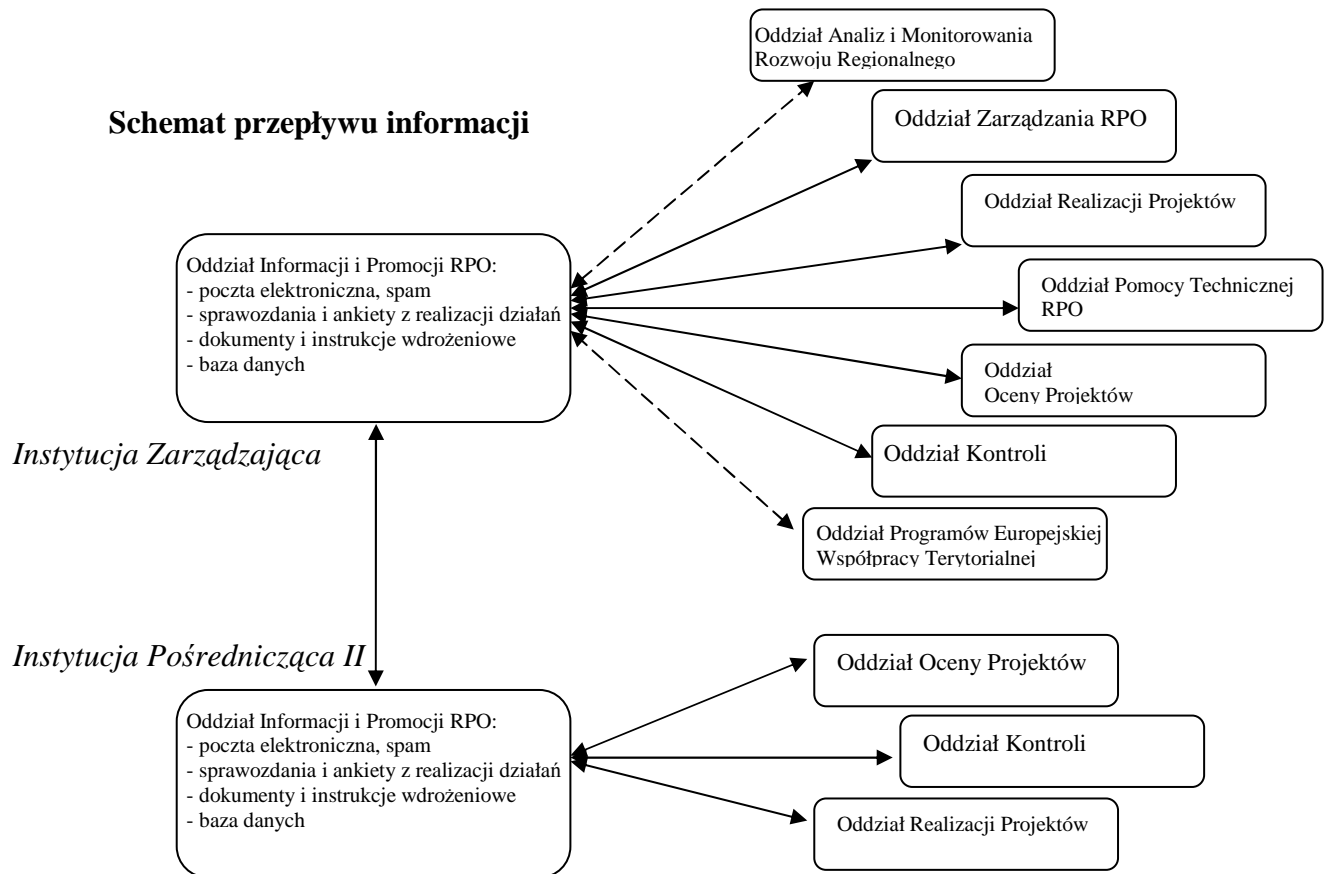 Oddział Analiz i Monitorowania
Rozwoju Regionalnego
Schemat przepływu informacji
Oddział Zarządzania RPO
Oddział Realizacji Projektów
Oddział Informacji i Promocji RPO:
- poczta elektroniczna, spam
- sprawozdania i ankiety z realizacji działań
- dokumenty i instrukcje wdrożeniowe
- baza danych
Oddział Pomocy Technicznej
RPO
Oddział
Oceny Projektów
Instytucja Zarządzająca
Oddział Kontroli
Oddział Programów Europejskiej
Współpracy Terytorialnej
Instytucja Pośrednicząca II
Oddział Oceny Projektów
Oddział Informacji i Promocji RPO:
- poczta elektroniczna, spam
- sprawozdania i ankiety z realizacji działań
- dokumenty i instrukcje wdrożeniowe
- baza danych
Oddział Kontroli
Oddział Realizacji Projektów